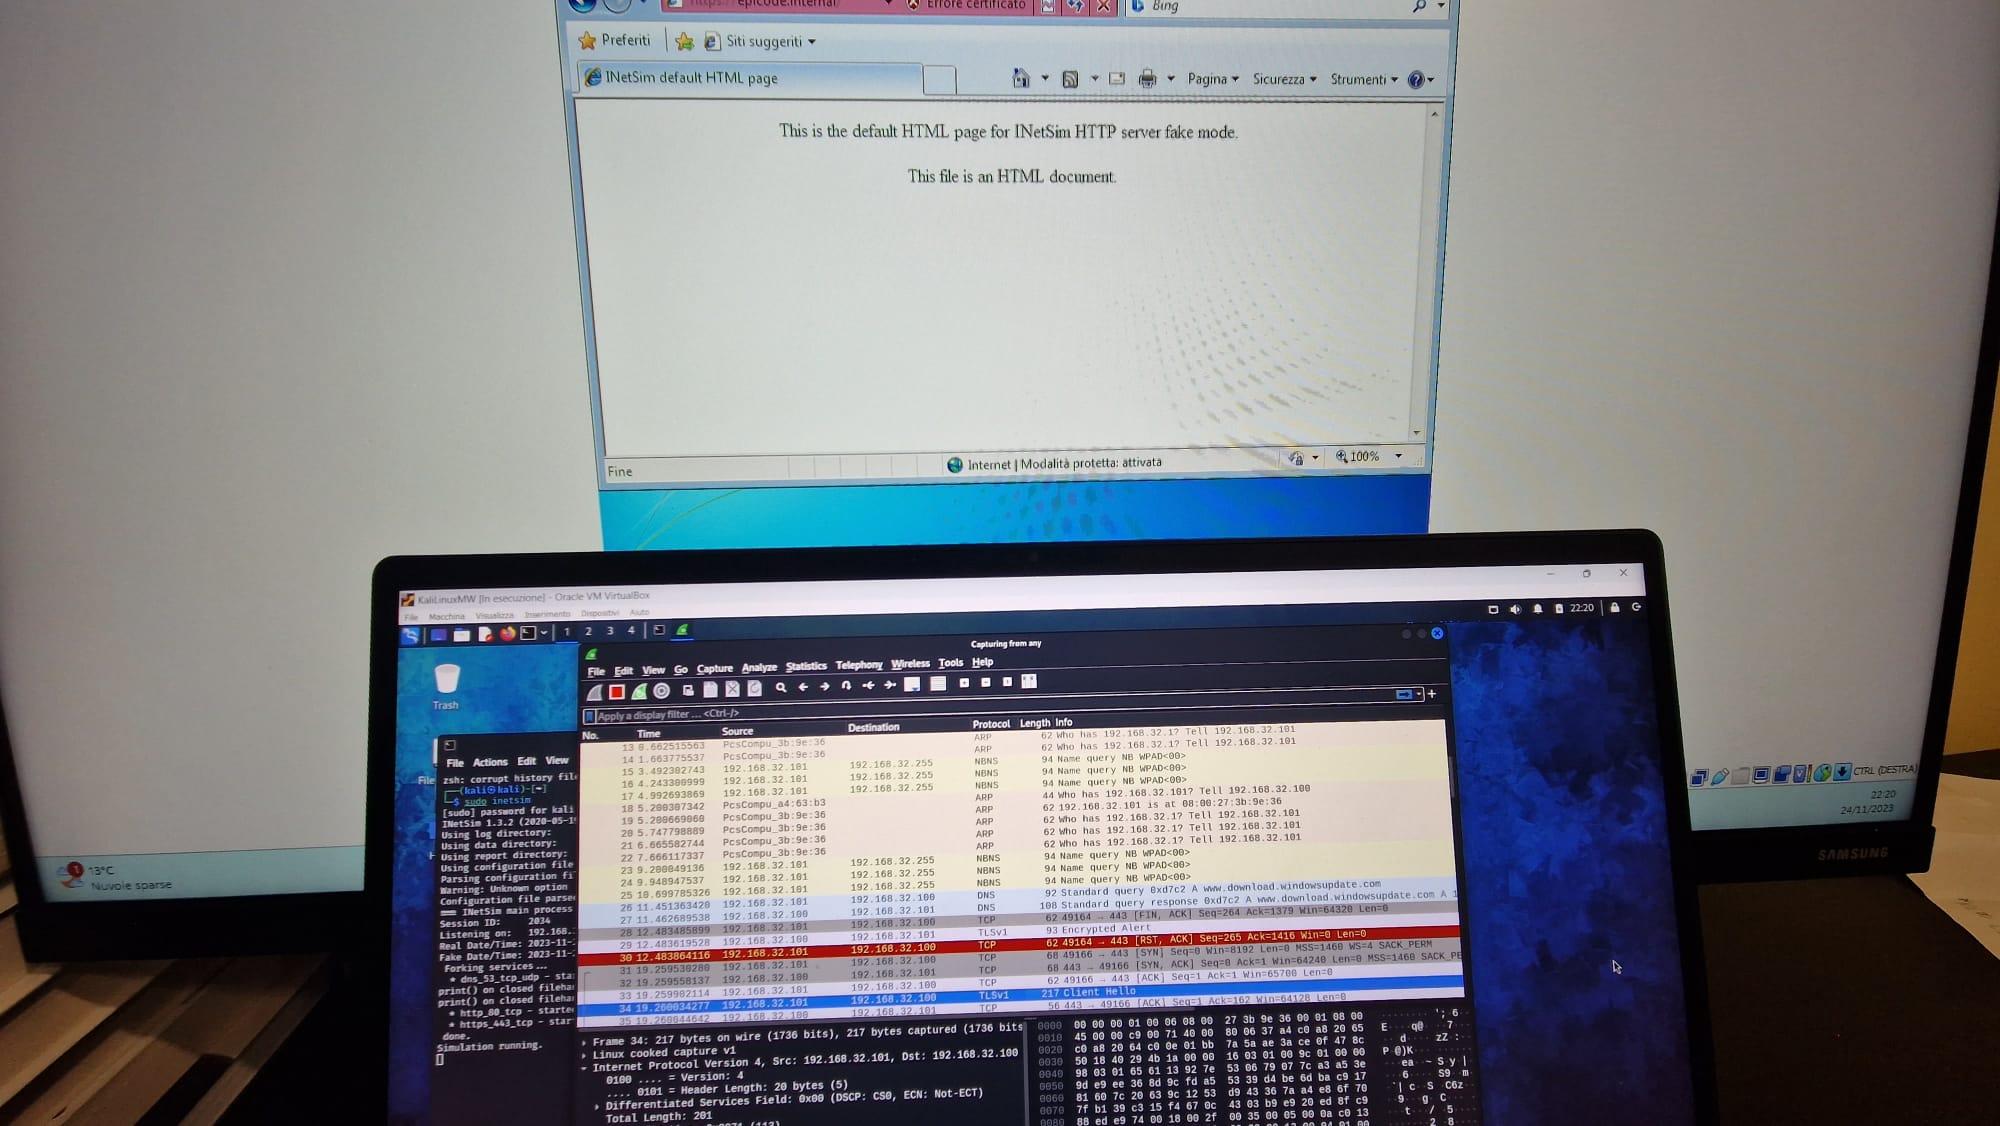 https://epicode.internal/ Errore certificato Bing
Preferiti Siti suggeriti
INetSim default HTML page Pagina Sicurezza Strumenti
This is the default HTML page for INetSim HTTP server fake mode.
This file is an HTML document.
Fine Internet | Modalità protetta: attivata 100%
CTRL (DESTRA)
22:20
24/11/2023
SAMSUNG
1
13°C
Nuvole sparse
KaliLinuxMW [In esecuzione] - Oracle VM VirtualBox
File Macchina Visualizza Inserimento Dispositivi Aiuto
1 2 3 4 22:20
Trash
File
Capturing from any
File Edit View Go Capture Analyze Statistics Telephony Wireless Tools Help
Apply a display filter ... <Ctrl-/>
No. Time Source Destination Protocol Length Info
13 0.662515563 PcsCompu_3b:9e:36 ARP 62 Who has 192.168.32.1? Tell 192.168.32.101
14 1.663775537 PcsCompu_3b:9e:36 ARP 62 Who has 192.168.32.1? Tell 192.168.32.101
15 3.492302743 192.168.32.101 192.168.32.255 NBNS 94 Name query NB WPAD<00>
16 4.243300999 192.168.32.101 192.168.32.255 NBNS 94 Name query NB WPAD<00>
17 4.992693869 192.168.32.101 192.168.32.255 NBNS 94 Name query NB WPAD<00>
18 5.200307342 PcsCompu_a4:63:b3 ARP 44 Who has 192.168.32.101? Tell 192.168.32.100
19 5.200669060 PcsCompu_3b:9e:36 ARP 62 192.168.32.101 is at 08:00:27:3b:9e:36
20 5.747798889 PcsCompu_3b:9e:36 ARP 62 Who has 192.168.32.1? Tell 192.168.32.101
21 6.665582744 PcsCompu_3b:9e:36 ARP 62 Who has 192.168.32.1? Tell 192.168.32.101
22 7.666117337 PcsCompu_3b:9e:36 ARP 62 Who has 192.168.32.1? Tell 192.168.32.101
23 9.200049136 192.168.32.101 192.168.32.255 NBNS 94 Name query NB WPAD<00>
24 9.948947537 192.168.32.101 192.168.32.255 NBNS 94 Name query NB WPAD<00>
25 10.699785326 192.168.32.101 192.168.32.255 NBNS 94 Name query NB WPAD<00>
26 11.451363420 192.168.32.101 192.168.32.100 DNS 92 Standard query 0xd7c2 A www.download.windowsupdate.com
27 11.462689538 192.168.32.100 192.168.32.101 DNS 108 Standard query response 0xd7c2 A www.download.windowsupdate.com A 1
28 12.483485899 192.168.32.101 192.168.32.100 TCP 62 49164 → 443 [FIN, ACK] Seq=264 Ack=1379 Win=64320 Len=0
29 12.483619528 192.168.32.100 192.168.32.101 TLSv1 93 Encrypted Alert
30 12.483864116 192.168.32.101 192.168.32.100 TCP 62 49164 → 443 [RST, ACK] Seq=265 Ack=1416 Win=0 Len=0
31 19.259530280 192.168.32.101 192.168.32.100 TCP 68 49166 → 443 [SYN] Seq=0 Win=8192 Len=0 MSS=1460 WS=4 SACK_PERM
32 19.259558137 192.168.32.100 192.168.32.101 TCP 68 443 → 49166 [SYN, ACK] Seq=0 Ack=1 Win=64240 Len=0 MSS=1460 SACK_PE
33 19.259902114 192.168.32.101 192.168.32.100 TCP 62 49166 → 443 [ACK] Seq=1 Ack=1 Win=65700 Len=0
34 19.260034277 192.168.32.101 192.168.32.100 TLSv1 217 Client Hello
35 19.260044642 192.168.32.100 192.168.32.101 TCP 56 443 → 49166 [ACK] Seq=1 Ack=162 Win=64128 Len=0
Frame 34: 217 bytes on wire (1736 bits), 217 bytes captured (1736 bits
Linux cooked capture v1
Internet Protocol Version 4, Src: 192.168.32.101, Dst: 192.168.32.100
0100 .... = Version: 4
.... 0101 = Header Length: 20 bytes (5)
Differentiated Services Field: 0x00 (DSCP: CS0, ECN: Not-ECT)
Total Length: 201
0000 00 00 00 01 00 06 08 00 27 3b 9e 36 00 01 08 00
0010 45 00 00 c9 00 71 40 00 80 06 37 a4 c0 a8 20 65
0020 c0 a8 20 64 c0 0e 01 bb 7a 5a ae 3a ce 0f 47 8c
0030 50 18 40 29 4b 1a 00 00 16 03 01 00 9c 01 00 00
0040 98 03 01 65 61 13 92 7e 53 06 79 07 7c a3 a5 3e
0050 9d e9 ee 36 8d 9c fd a5 53 39 d4 be 6d ba c9 17
0060 81 60 7c 20 63 9c 12 53 d9 43 36 7a a4 e8 6f 70
0070 7f b1 39 c3 15 f4 67 0c 43 03 b9 e9 20 ed 8f c9
0080 88 ed e9 74 00 18 00 2f 00 35 00 05 00 0a c0 13
File Actions Edit View
zsh: corrupt history file
(kali㉿kali)-[~]
$ sudo inetsim
[sudo] password for kali
INetSim 1.3.2 (2020-05-19
Using log directory:
Using data directory:
Using report directory:
Using configuration file
Parsing configuration fi
Warning: Unknown option
Configuration file parse
=== INetSim main process
Session ID: 2034
Listening on: 192.168.
Real Date/Time: 2023-11-
Fake Date/Time: 2023-11-
Forking services ...
* dns_53_tcp_udp - sta
print() on closed fileha
print() on closed fileha
* http_80_tcp - starte
* https_443_tcp - star
done.
Simulation running.